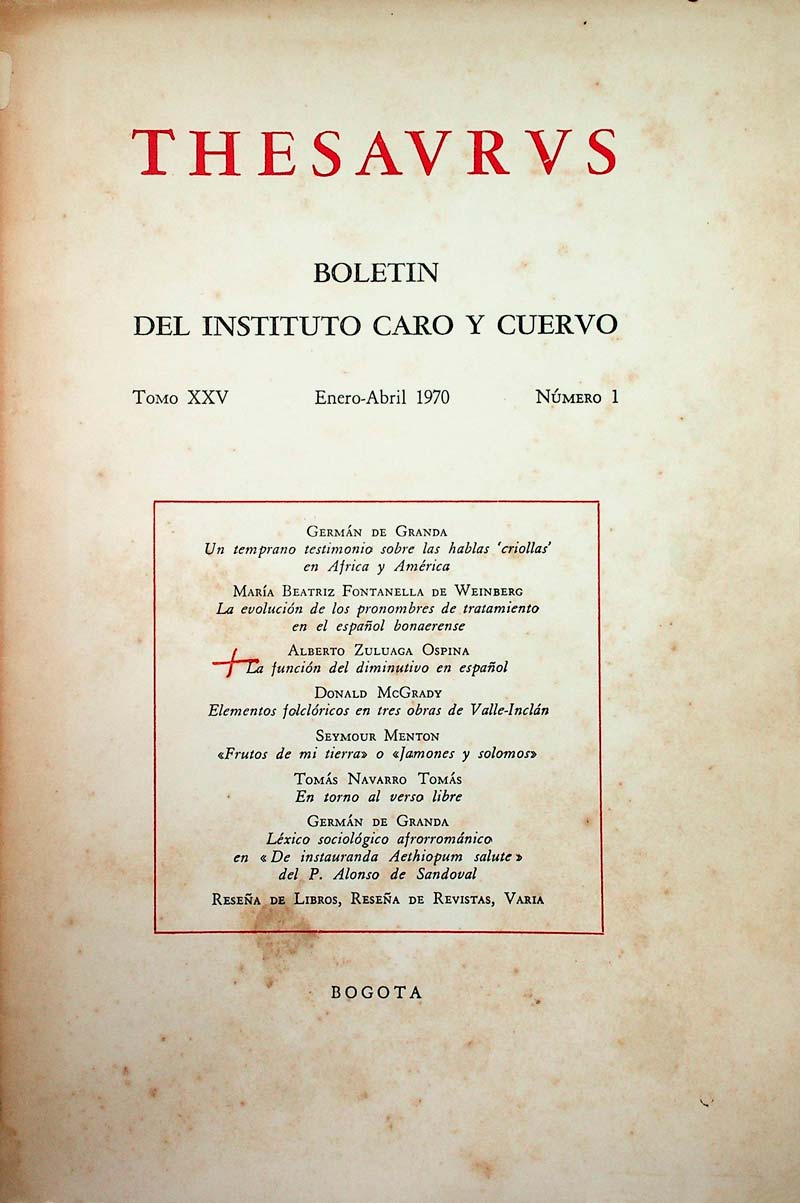 THESAVRVS
BOLETIN
DEL INSTITUTO CARO Y CUERVO
Tomo XXV Enero-Abril 1970 Número 1
Germán de Granda
Un temprano testimonio sobre las hablas ‘criollas’
en Africa y América
María Beatriz Fontanella de Weinberg
La evolución de los pronombres de tratamiento
en el español bonaerense
Alberto Zuluaga Ospina
La función del diminutivo en español
Donald McGrady
Elementos folclóricos en tres obras de Valle-Inclán
Seymour Menton
«Frutos de mi tierra» o «Jamones y solomos»
Tomás Navarro Tomás
En torno al verso libre
Germán de Granda
Léxico sociológico afrorrománico
en «De instauranda Aethiopum salute»
del P. Alonso de Sandoval
Reseña de Libros, Reseña de Revistas, Varia
BOGOTA